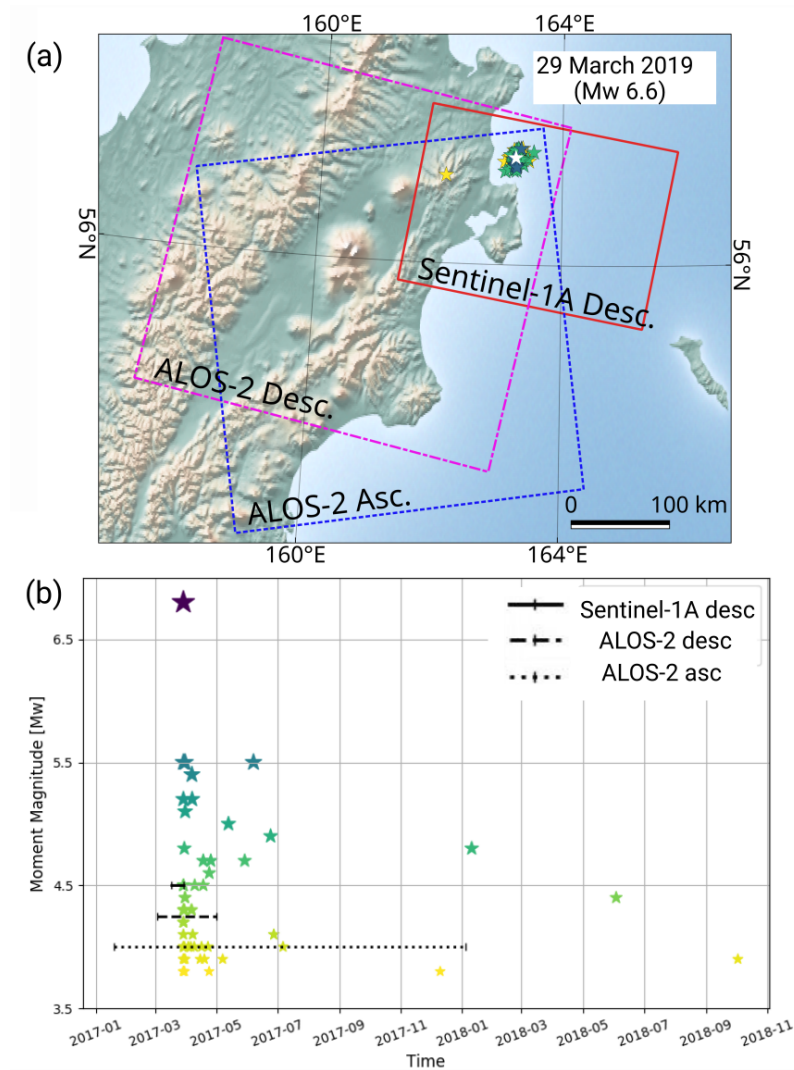 (a)
160°E
164°E
29 March 2019
(Mw 6.6)
56°N
56°N
Sentinel-1A Desc.
ALOS-2 Desc.
ALOS-2 Asc.
0
100 km
160°E
164°E
(b)
Sentinel-1A desc
ALOS-2 desc
ALOS-2 asc
6.5
5.5
4.5
3.5
Moment Magnitude [Mw]
2017-01
2017-03
2017-05
2017-07
2017-09
2017-11
2018-01
2018-03
2018-05
2018-07
2018-09
2018-11
Time